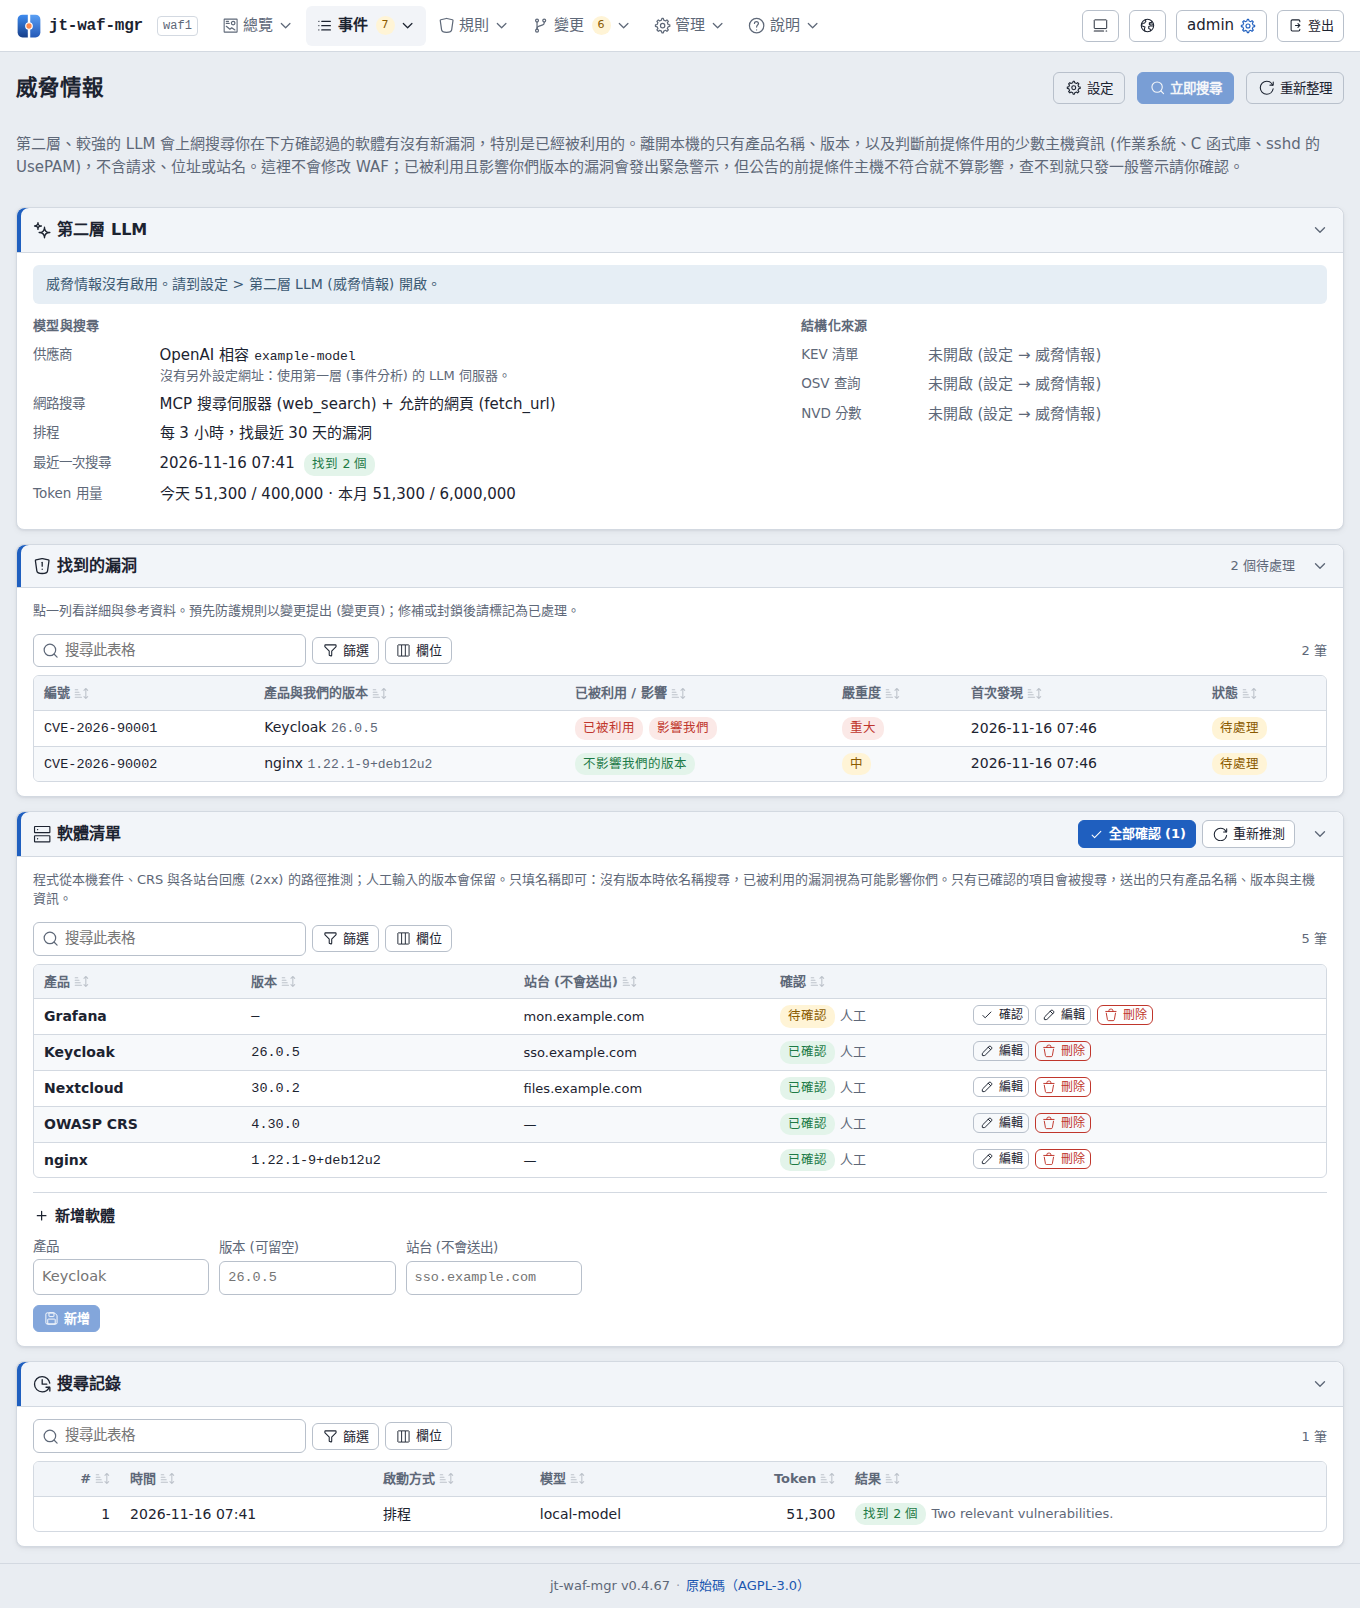 jt-waf-mgr waf1 總覽 事件 7 規則 變更 6 管理 說明 admin 登出
威脅情報 設定 立即搜尋 重新整理
第二層、較強的 LLM 會上網搜尋你在下方確認過的軟體有沒有新漏洞，特別是已經被利用的。離開本機的只有產品名稱、版本，以及判斷前提條件用的少數主機資訊 (作業系統、C 函式庫、sshd 的
UsePAM)，不含請求、位址或站名。這裡不會修改 WAF；已被利用且影響你們版本的漏洞會發出緊急警示，但公告的前提條件主機不符合就不算影響，查不到就只發一般警示請你確認。
第二層 LLM
威脅情報沒有啟用。請到設定 > 第二層 LLM (威脅情報) 開啟。
模型與搜尋
供應商 OpenAI 相容 example-model
沒有另外設定網址：使用第一層 (事件分析) 的 LLM 伺服器。
網路搜尋 MCP 搜尋伺服器 (web_search) + 允許的網頁 (fetch_url)
排程 每 3 小時，找最近 30 天的漏洞
最近一次搜尋 2026-11-16 07:41 找到 2 個
Token 用量 今天 51,300 / 400,000 · 本月 51,300 / 6,000,000
結構化來源
KEV 清單 未開啟 (設定 → 威脅情報)
OSV 查詢 未開啟 (設定 → 威脅情報)
NVD 分數 未開啟 (設定 → 威脅情報)
找到的漏洞 2 個待處理
點一列看詳細與參考資料。預先防護規則以變更提出 (變更頁)；修補或封鎖後請標記為已處理。
搜尋此表格 篩選 欄位 2 筆
編號 產品與我們的版本 已被利用 / 影響 嚴重度 首次發現 狀態
CVE-2026-90001 Keycloak 26.0.5 已被利用 影響我們 重大 2026-11-16 07:46 待處理
CVE-2026-90002 nginx 1.22.1-9+deb12u2 不影響我們的版本 中 2026-11-16 07:46 待處理
軟體清單 全部確認 (1) 重新推測
程式從本機套件、CRS 與各站台回應 (2xx) 的路徑推測；人工輸入的版本會保留。只填名稱即可：沒有版本時依名稱搜尋，已被利用的漏洞視為可能影響你們。只有已確認的項目會被搜尋，送出的只有產品名稱、版本與主機
資訊。
搜尋此表格 篩選 欄位 5 筆
產品 版本 站台 (不會送出) 確認
Grafana — mon.example.com 待確認 人工 確認 編輯 刪除
Keycloak 26.0.5 sso.example.com 已確認 人工 編輯 刪除
Nextcloud 30.0.2 files.example.com 已確認 人工 編輯 刪除
OWASP CRS 4.30.0 — 已確認 人工 編輯 刪除
nginx 1.22.1-9+deb12u2 — 已確認 人工 編輯 刪除
新增軟體
產品 版本 (可留空) 站台 (不會送出)
Keycloak 26.0.5 sso.example.com
新增
搜尋記錄
搜尋此表格 篩選 欄位 1 筆
# 時間 啟動方式 模型 Token 結果
1 2026-11-16 07:41 排程 local-model 51,300 找到 2 個 Two relevant vulnerabilities.
jt-waf-mgr v0.4.67 · 原始碼（AGPL-3.0）